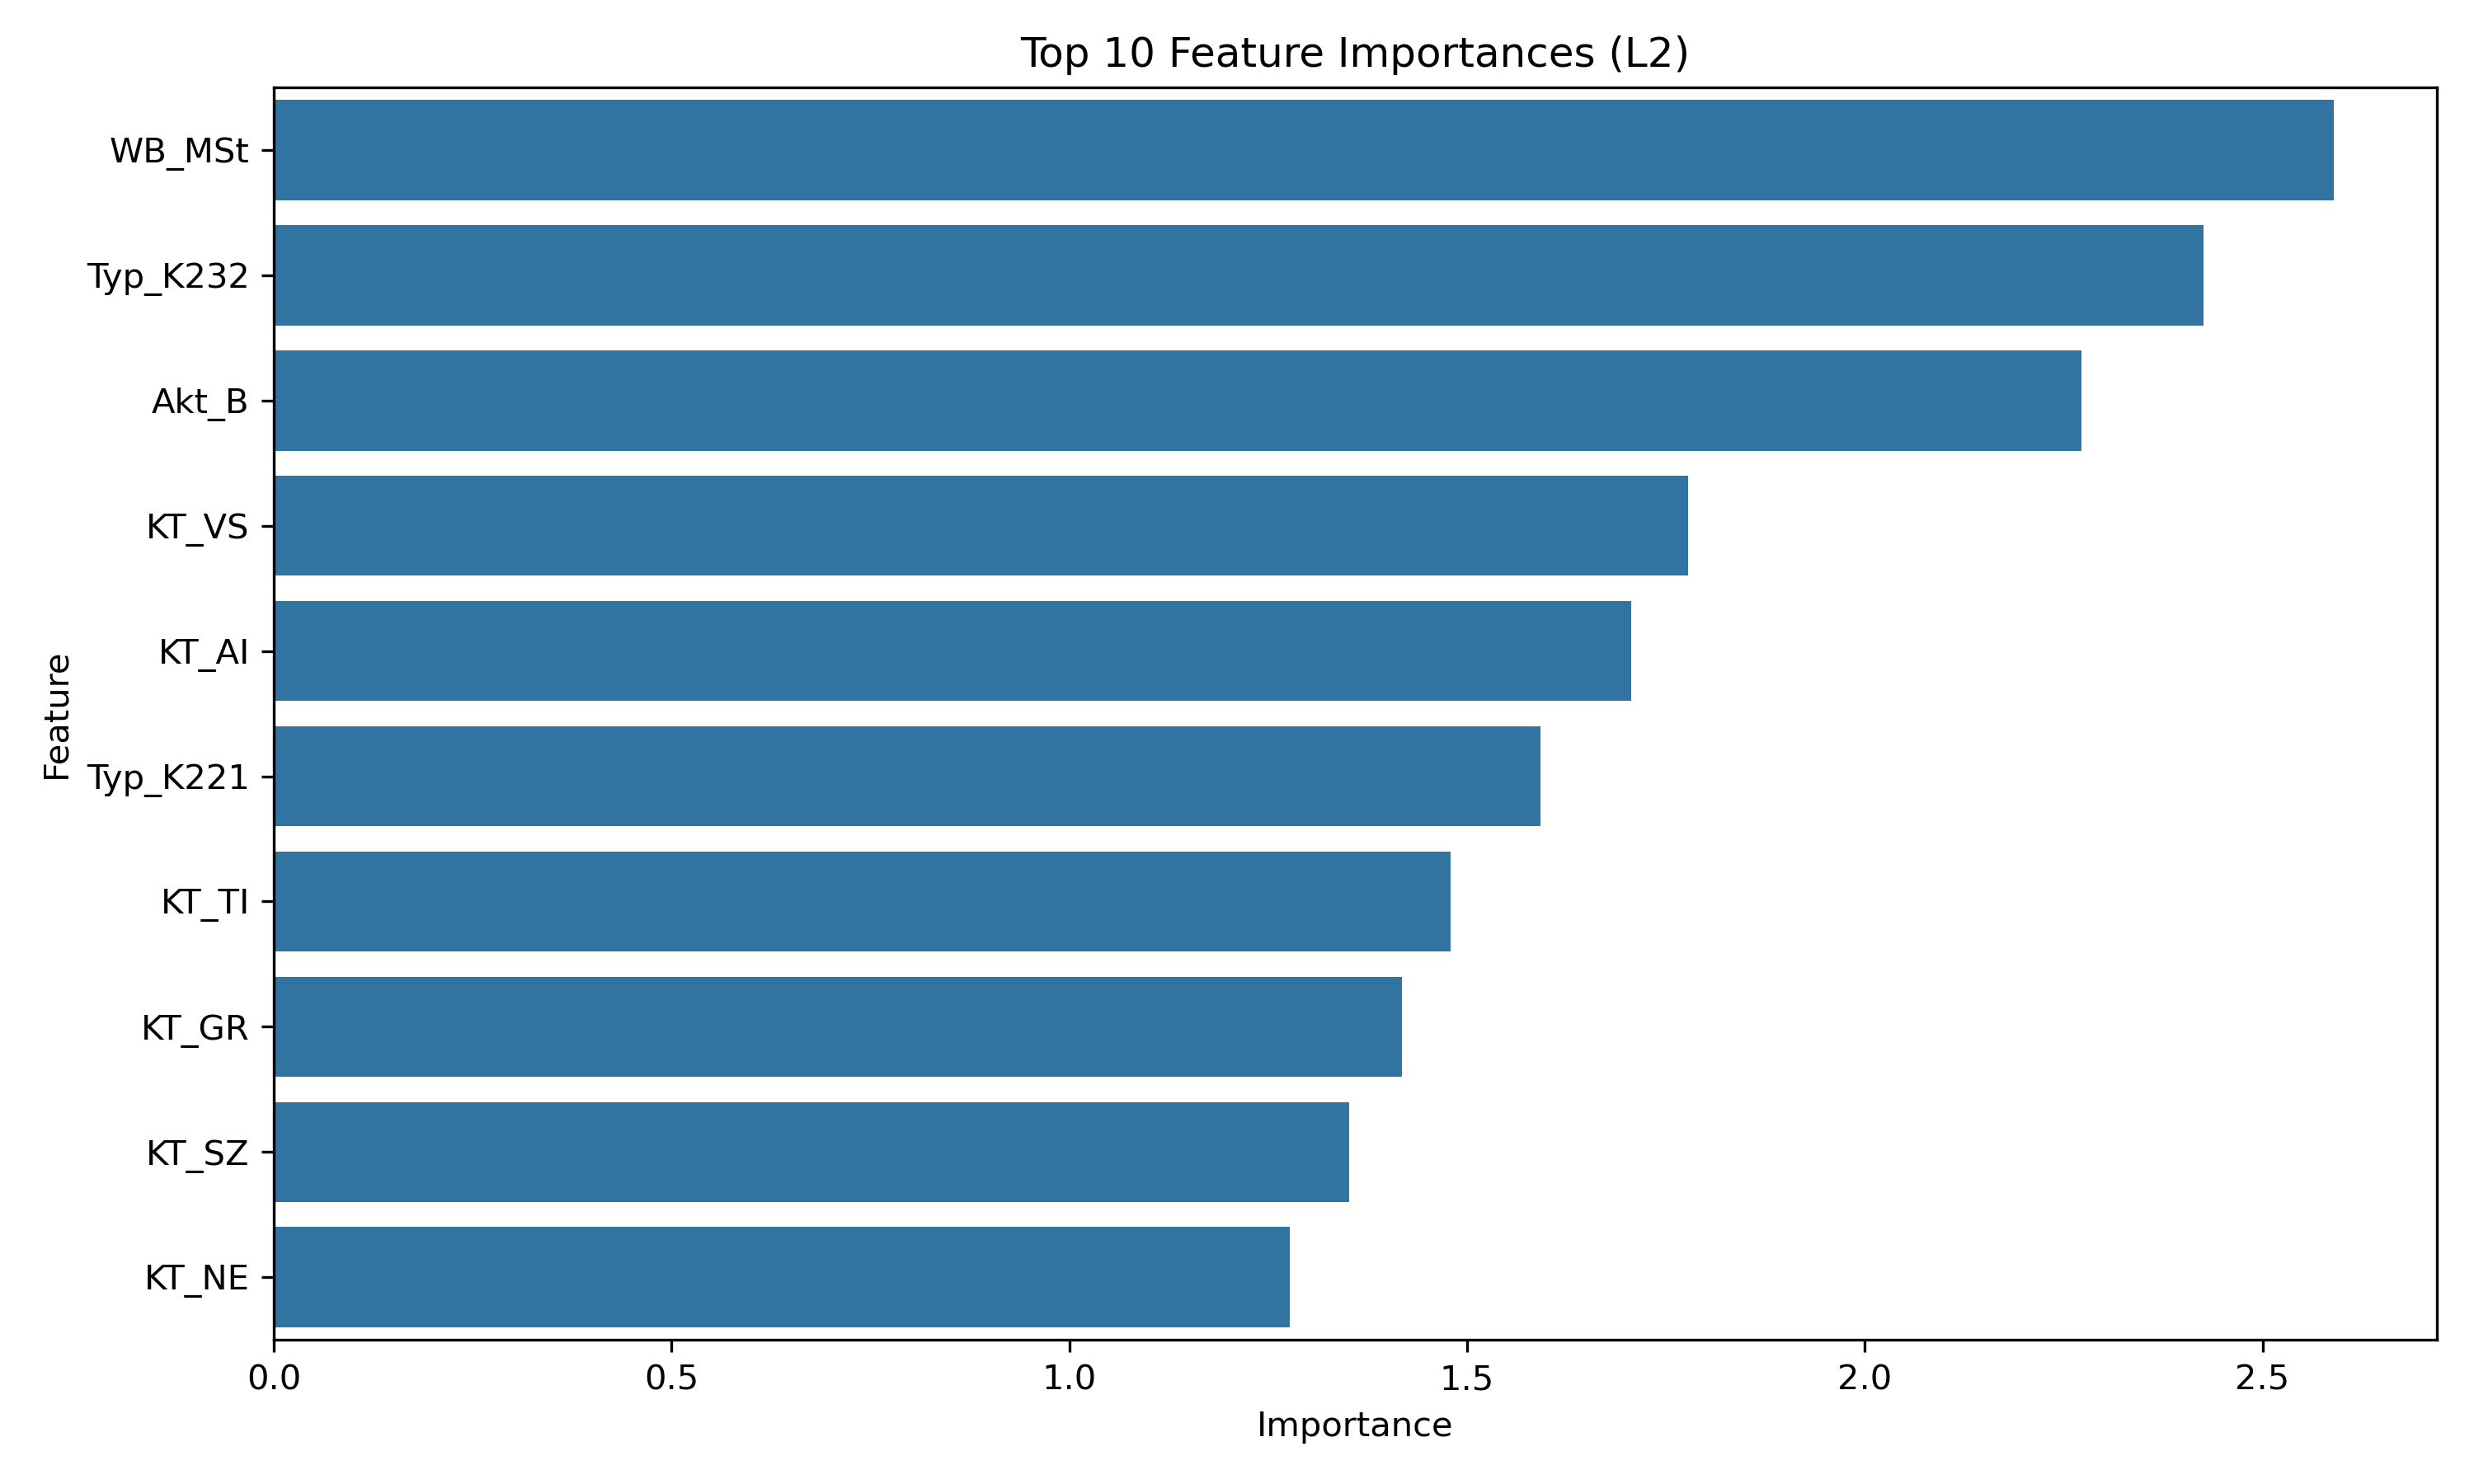 Top 10 Feature Importances (L2)
WB_MSt
Typ_K232
Akt_B
KT_VS
KT_AI
Typ_K221
KT_TI
KT_GR
KT_SZ
KT_NE
Feature
0.0 0.5 1.0 1.5 2.0 2.5
Importance